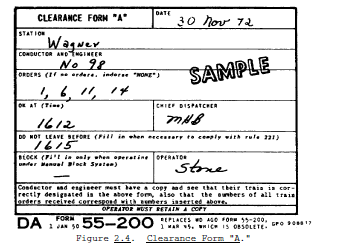 CLEARANCE FORM "A"
DATE
30 Nov 72
STATION
Wagner
CONDUCTOR AND ENGINEER
No 98
SAMPLE
ORDERS (If no orders, indorse "NONE")
1, 6, 11, 14
OK AT (Time)
1612
CHIEF DISPATCHER
MHB
DO NOT LEAVE BEFORE (Fill in when necessary to comply with rule 221)
1615
BLOCK (Fill in only when operating under Manual Block System)
—
OPERATOR
Stone
Conductor and engineer must have a copy and see that their train is cor-
rectly designated in the above form, also that the numbers of all train
orders received correspond with numbers inserted above.
OPERATOR MUST RETAIN A COPY
DA FORM 1 JAN 50 55-200 REPLACES WD AGO FORM 55-200,
1 MAR 45, WHICH IS OBSOLETE. GPO 908817
Figure 2.4. Clearance Form "A."